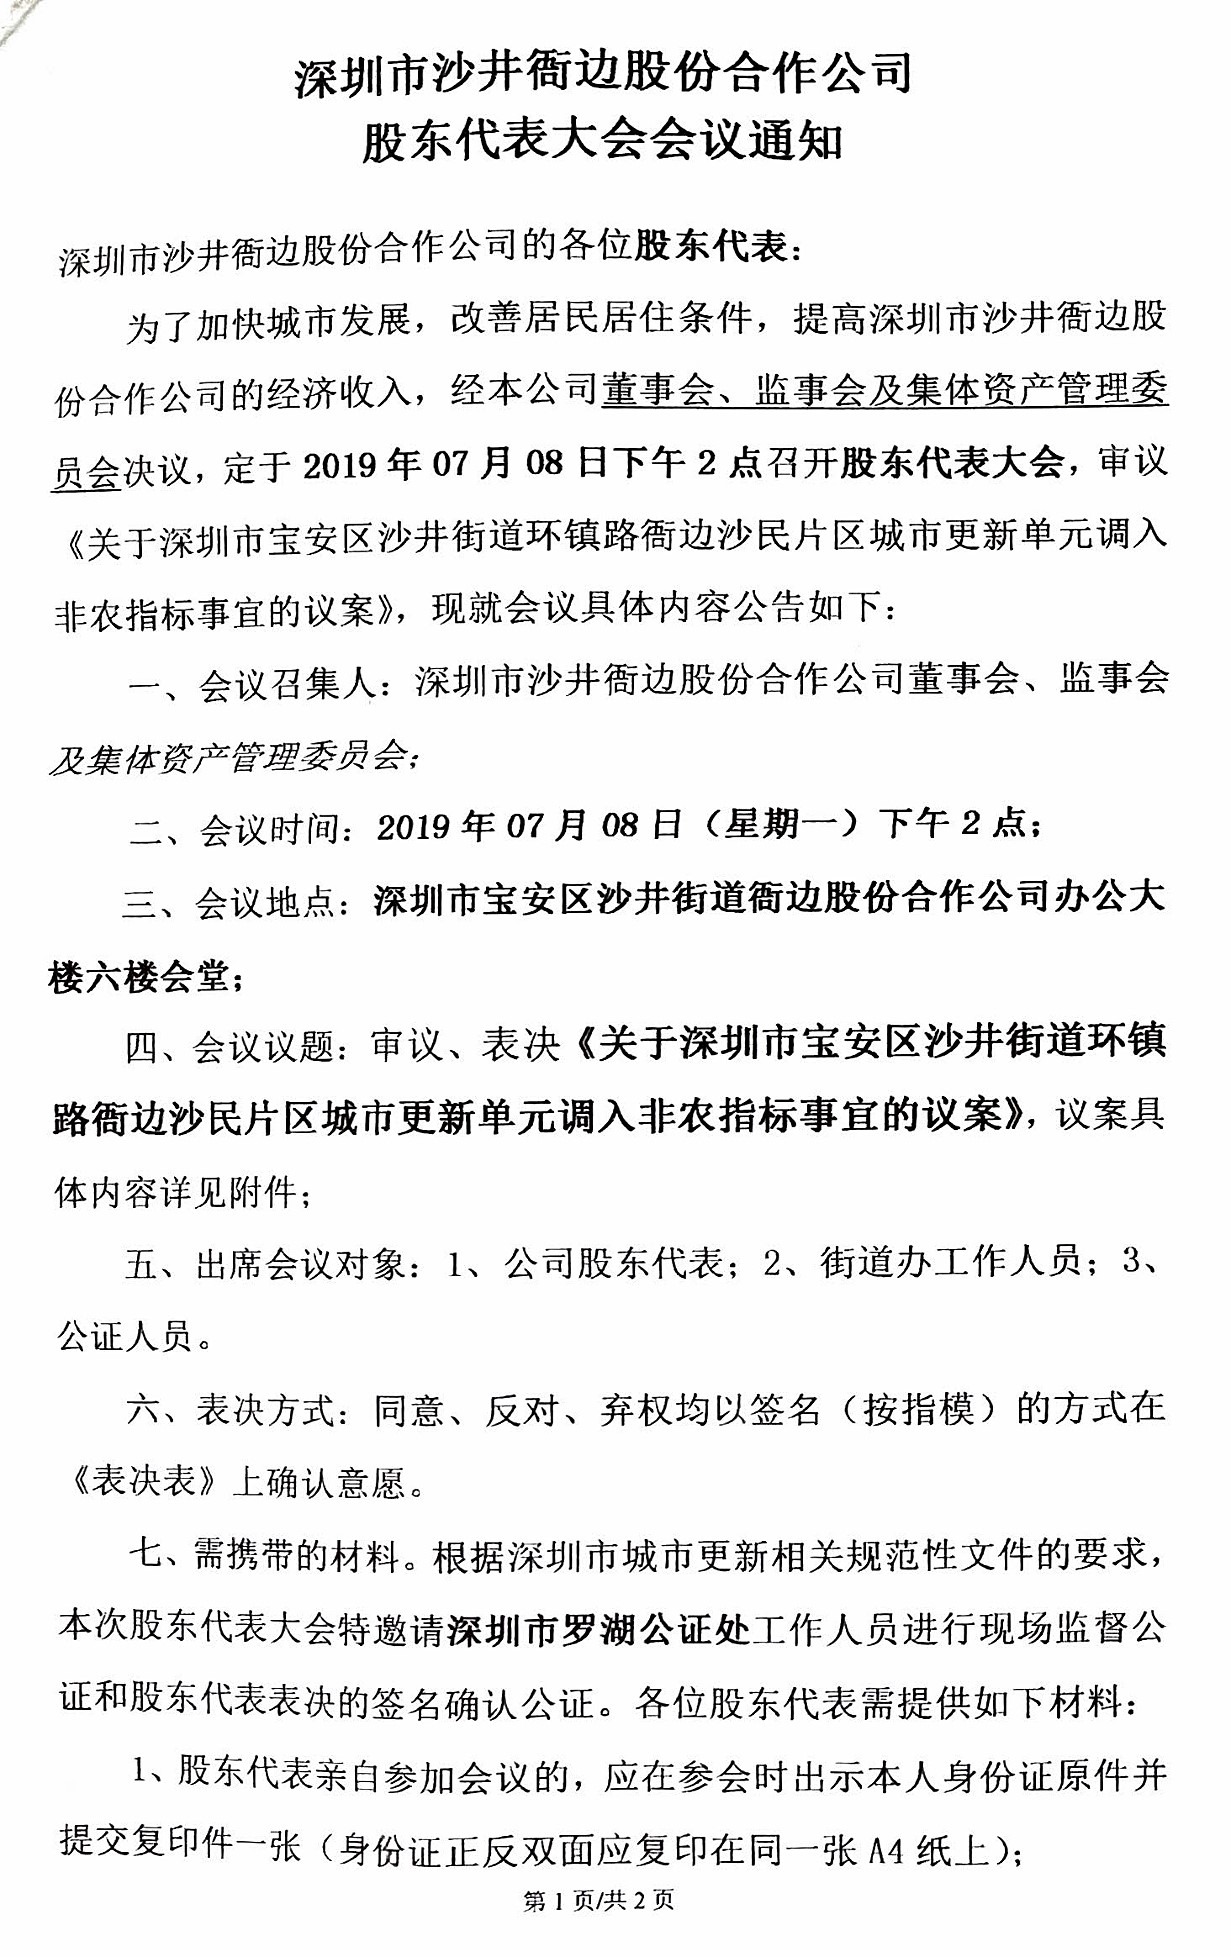 深圳市沙井衙边股份合作公司
股东代表大会会议通知
深圳市沙井衙边股份合作公司的各位股东代表：
为了加快城市发展，改善居民居住条件，提高深圳市沙井衙边股
份合作公司的经济收入，经本公司董事会、监事会及集体资产管理委
员会决议，定于 2019 年 07 月 08 日下午 2 点召开股东代表大会，审议
《关于深圳市宝安区沙井街道环镇路衙边沙民片区城市更新单元调入
非农指标事宜的议案》，现就会议具体内容公告如下：
一、会议召集人：深圳市沙井衙边股份合作公司董事会、监事会
及集体资产管理委员会；
二、会议时间：2019 年 07 月 08 日（星期一）下午 2 点；
三、会议地点：深圳市宝安区沙井街道衙边股份合作公司办公大
楼六楼会堂；
四、会议议题：审议、表决《关于深圳市宝安区沙井街道环镇
路衙边沙民片区城市更新单元调入非农指标事宜的议案》，议案具
体内容详见附件；
五、出席会议对象：1、公司股东代表；2、街道办工作人员；3、
公证人员。
六、表决方式：同意、反对、弃权均以签名（按指模）的方式在
《表决表》上确认意愿。
七、需携带的材料。根据深圳市城市更新相关规范性文件的要求，
本次股东代表大会特邀请深圳市罗湖公证处工作人员进行现场监督公
证和股东代表表决的签名确认公证。各位股东代表需提供如下材料：
1、股东代表亲自参加会议的，应在参会时出示本人身份证原件并
提交复印件一张（身份证正反双面应复印在同一张 A4 纸上）；
第 1 页/共 2 页